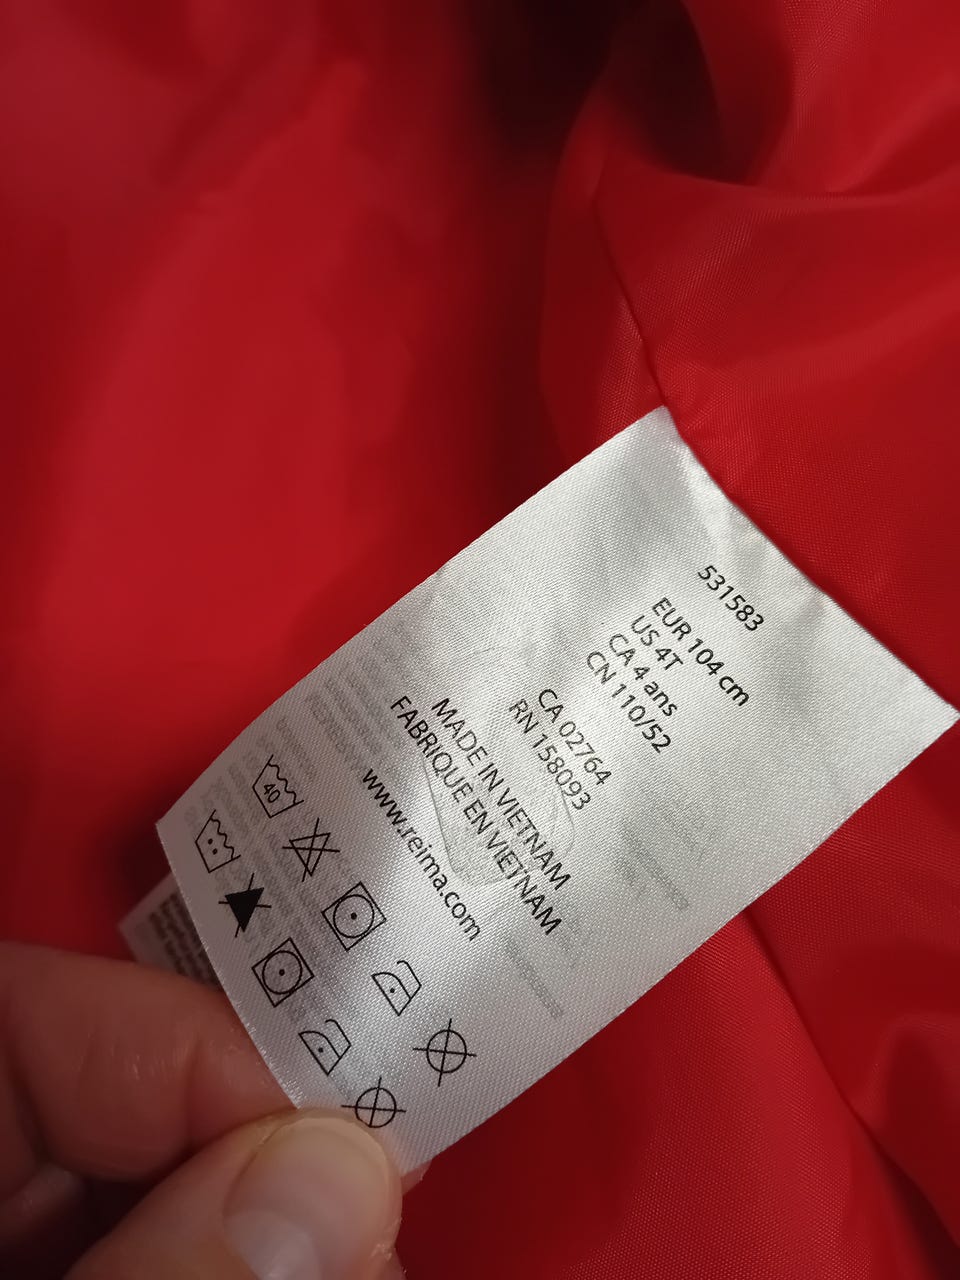 531583
EUR 104 cm
US 4T
CA 4 ans
CN 110/52
CA 02764
RN 158093
MADE IN VIETNAM
FABRIQUE EN VIETNAM
www.reima.com
40